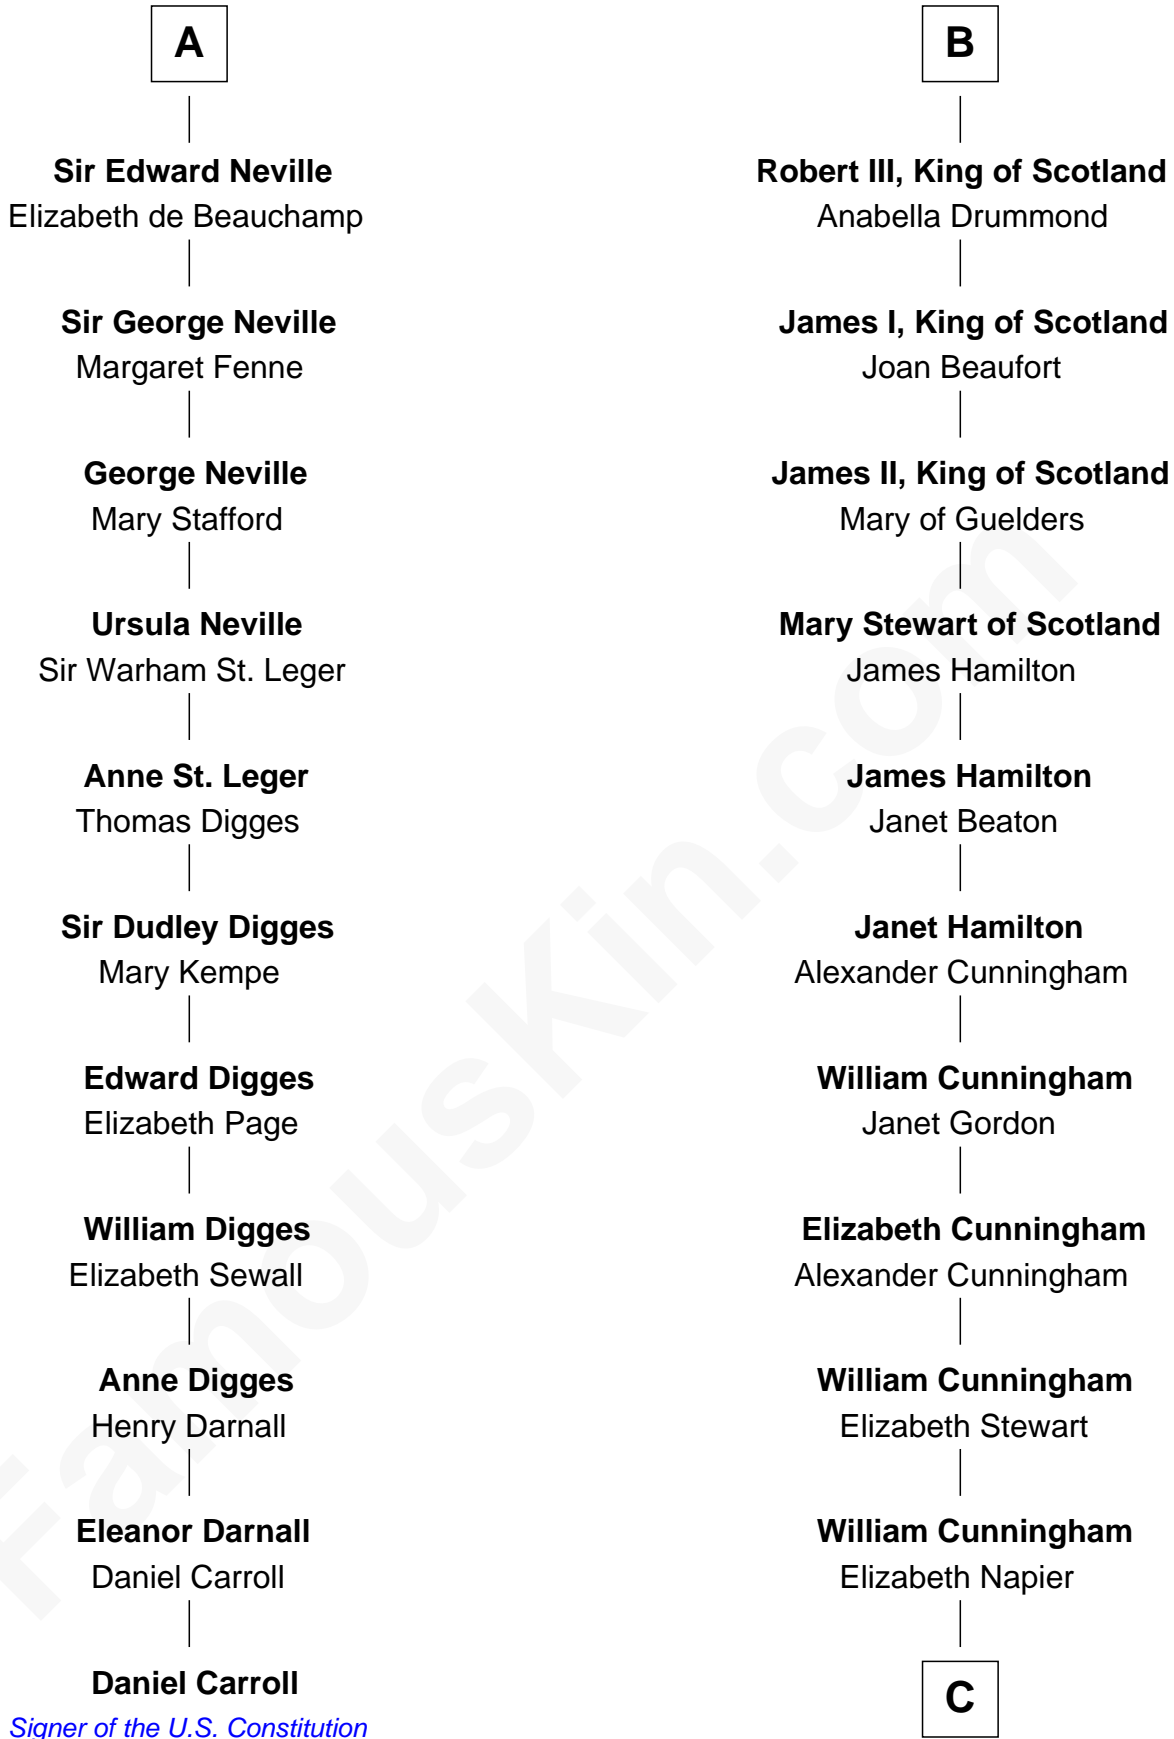 A
Sir Edward Neville
Elizabeth de Beauchamp
Sir George Neville
Margaret Fenne
George Neville
Mary Stafford
Ursula Neville
Sir Warham St. Leger
Anne St. Leger
Thomas Digges
Sir Dudley Digges
Mary Kempe
Edward Digges
Elizabeth Page
William Digges
Elizabeth Sewall
Anne Digges
Henry Darnall
Eleanor Darnall
Daniel Carroll
Daniel Carroll
Signer of the U.S. Constitution
B
Robert III, King of Scotland
Anabella Drummond
James I, King of Scotland
Joan Beaufort
James II, King of Scotland
Mary of Guelders
Mary Stewart of Scotland
James Hamilton
James Hamilton
Janet Beaton
Janet Hamilton
Alexander Cunningham
William Cunningham
Janet Gordon
Elizabeth Cunningham
Alexander Cunningham
William Cunningham
Elizabeth Stewart
William Cunningham
Elizabeth Napier
C
FamousKin.com